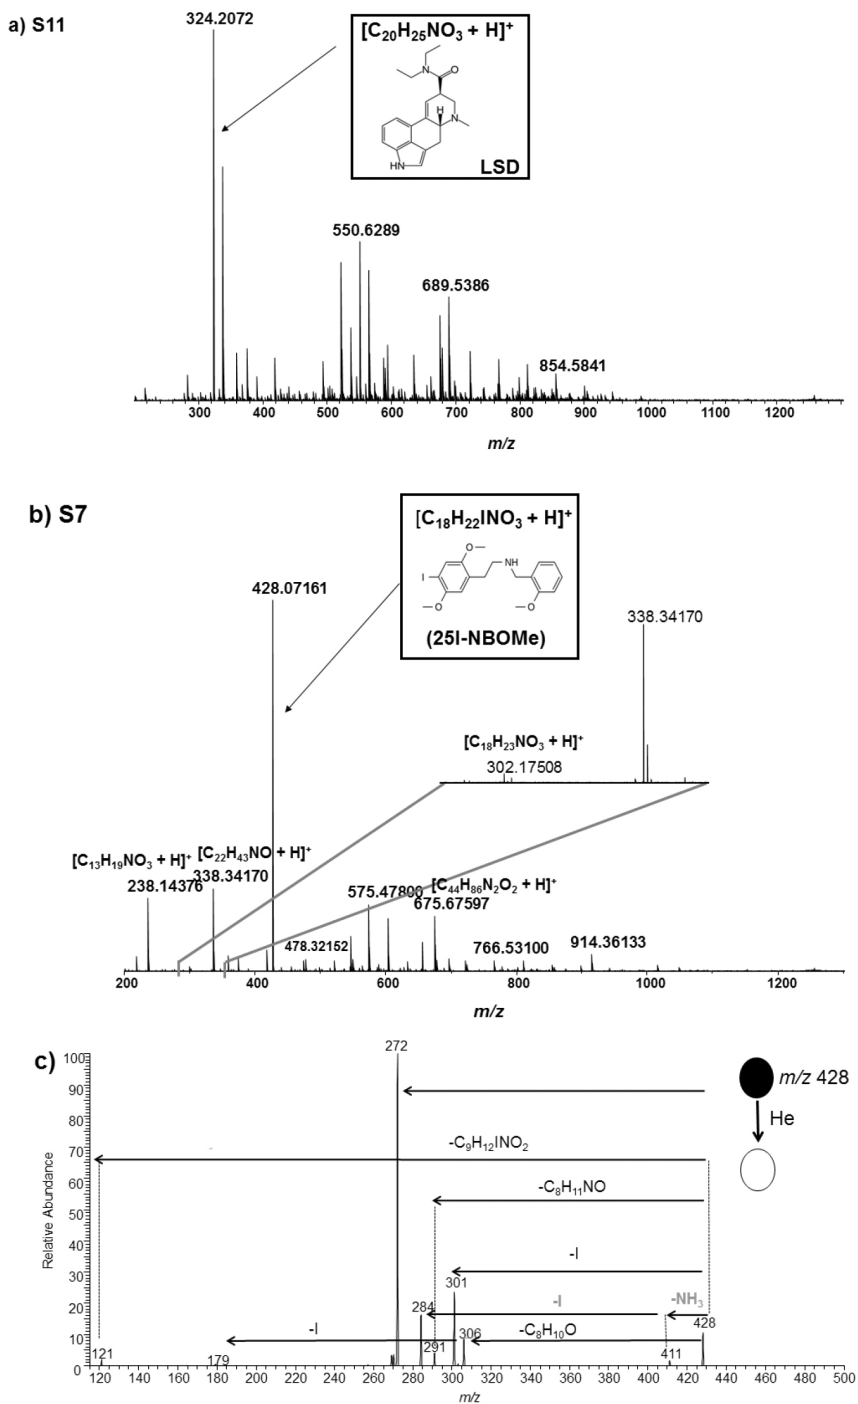 a) S11
324.2072
[C₂₀H₂₅NO₃ + H]⁺
N
O
H
N
HN
LSD
550.6289
689.5386
854.5841
300 400 500 600 700 800 900 1000 1100 1200
m/z
b) S7
[C₁₈H₂₂INO₃ + H]⁺
O
I
NH
O
O
(25I-NBOMe)
428.07161
338.34170
[C₁₈H₂₃NO₃ + H]⁺
302.17508
[C₁₃H₁₉NO₃ + H]⁺ [C₂₂H₄₃NO + H]⁺
238.14376 338.34170
575.47800 [C₄₄H₈₆N₂O₂ + H]⁺
675.67597
478.32152 766.53100 914.36133
200 400 600 800 1000 1200
m/z
c)
Relative Abundance
100
90
80
70
60
50
40
30
20
10
0
272
m/z 428
He
-C₉H₁₂INO₂
-C₈H₁₁NO
-I
301
284 -I -NH₃
428
-I 291 306 -C₈H₁₀O
121 179 411
120 140 160 180 200 220 240 260 280 300 320 340 360 380 400 420 440 460 480 500
m/z